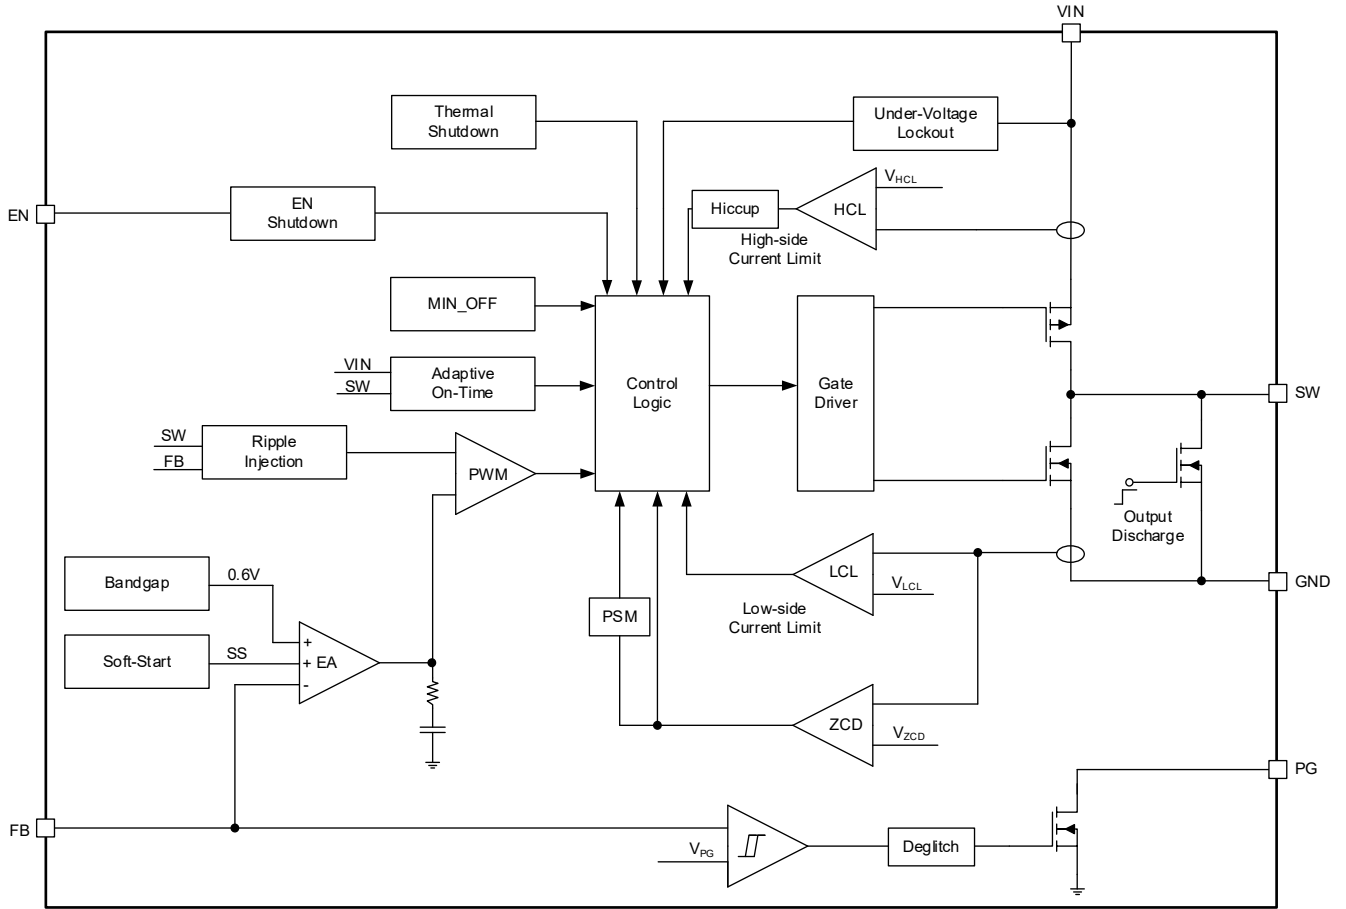 VIN
Thermal
Shutdown
Under-Voltage
Lockout
EN
EN
Shutdown
Hiccup
HCL
VHCL
High-side
Current Limit
MIN_OFF
VIN
SW
Adaptive
On-Time
Control
Logic
Gate
Driver
SW
SW
FB
Ripple
Injection
PWM
Output
Discharge
Bandgap
0.6V
LCL
VLCL
GND
Low-side
Current Limit
PSM
Soft-Start
SS
+
+ EA
-
ZCD
VZCD
PG
FB
VPG
Deglitch